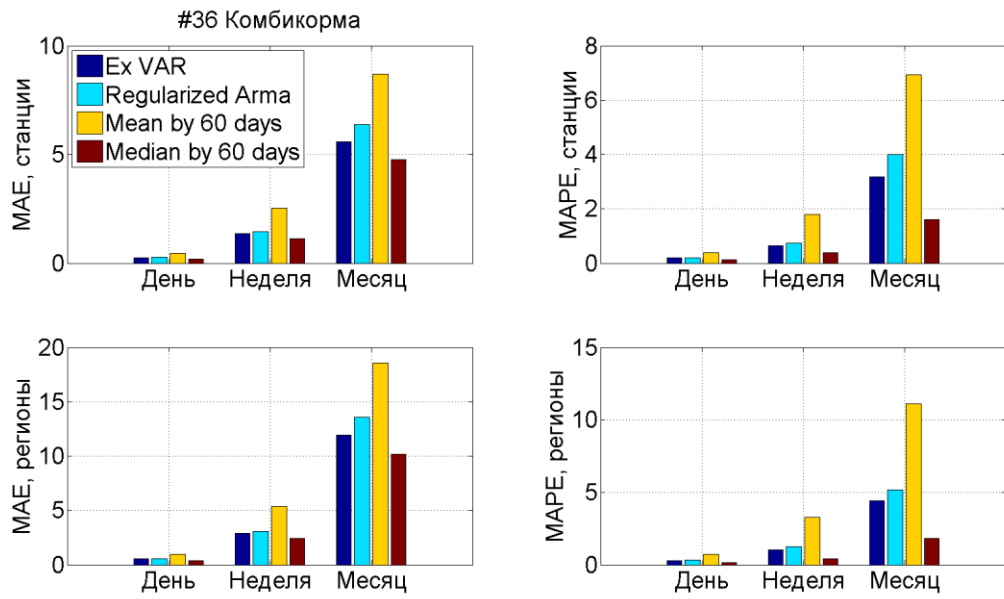 #36 Комбикорма
10
5
0
MAE, станции
Ex VAR
Regularized Arma
Mean by 60 days
Median by 60 days
День Неделя Месяц
8
6
4
2
0
MAPE, станции
День Неделя Месяц
20
15
10
5
0
MAE, регионы
День Неделя Месяц
15
10
5
0
MAPE, регионы
День Неделя Месяц